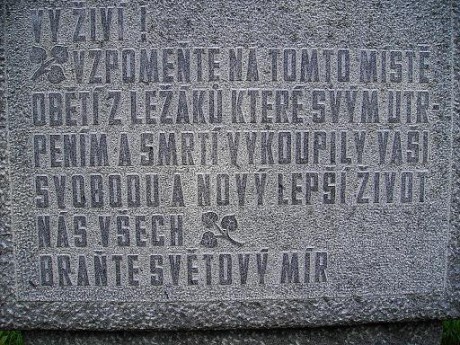 VY ŽIVÍ !
VZPOMEŇTE NA TOMTO MÍSTĚ
OBĚTÍ Z LEŽÁKŮ KTERÉ SVÝM UTR-
PENÍM A SMRTÍ VYKOUPILY VAŠI
SVOBODU A NOVÝ LEPŠÍ ŽIVOT
NÁS VŠECH
BRAŇTE SVĚTOVÝ MÍR